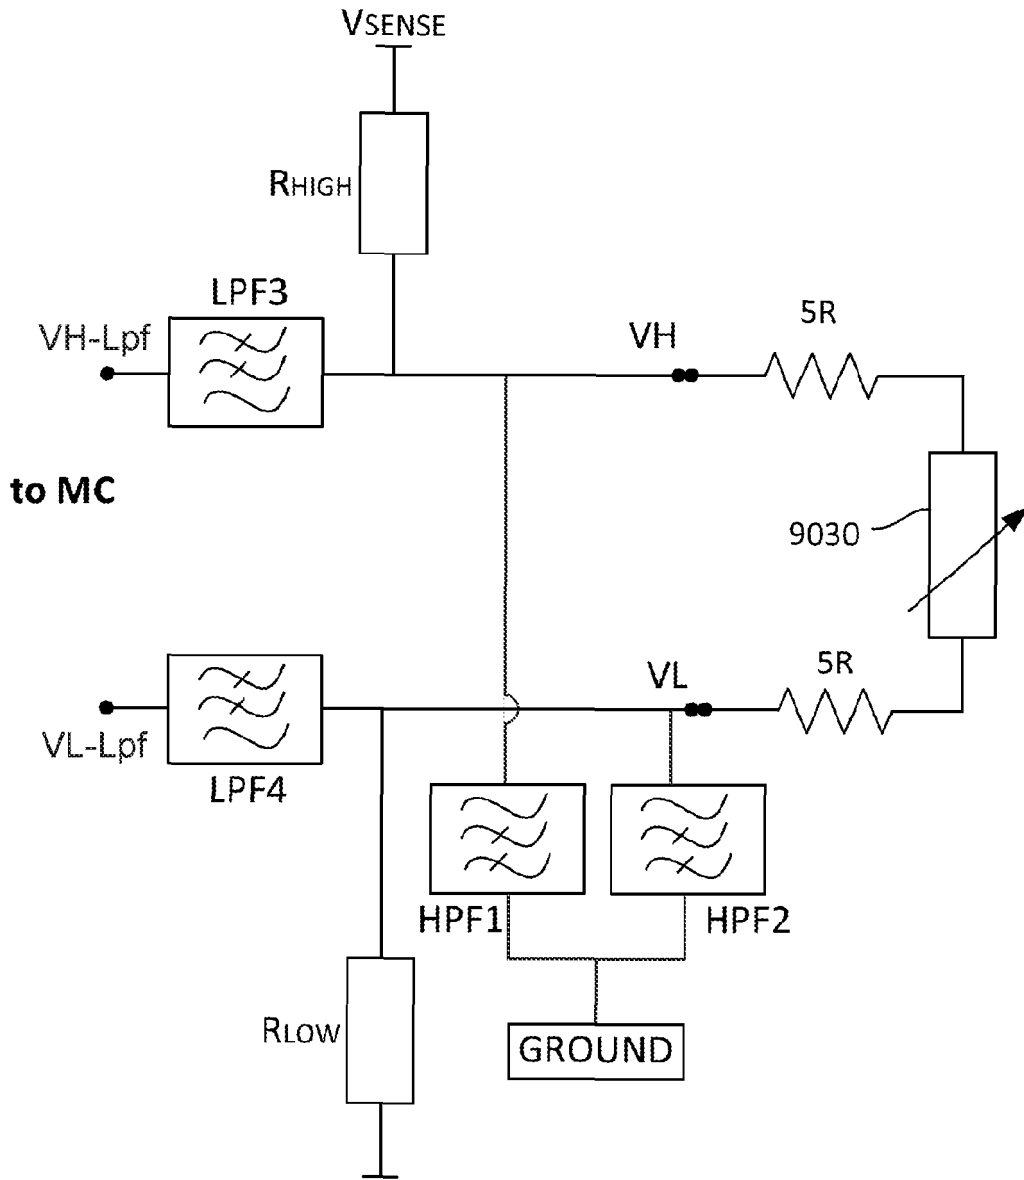 VSENSE
RHIGH
LPF3
VH-Lpf
VH
5R
to MC
9030
5R
VL
VL-Lpf
LPF4
HPF1
HPF2
RLOW
GROUND